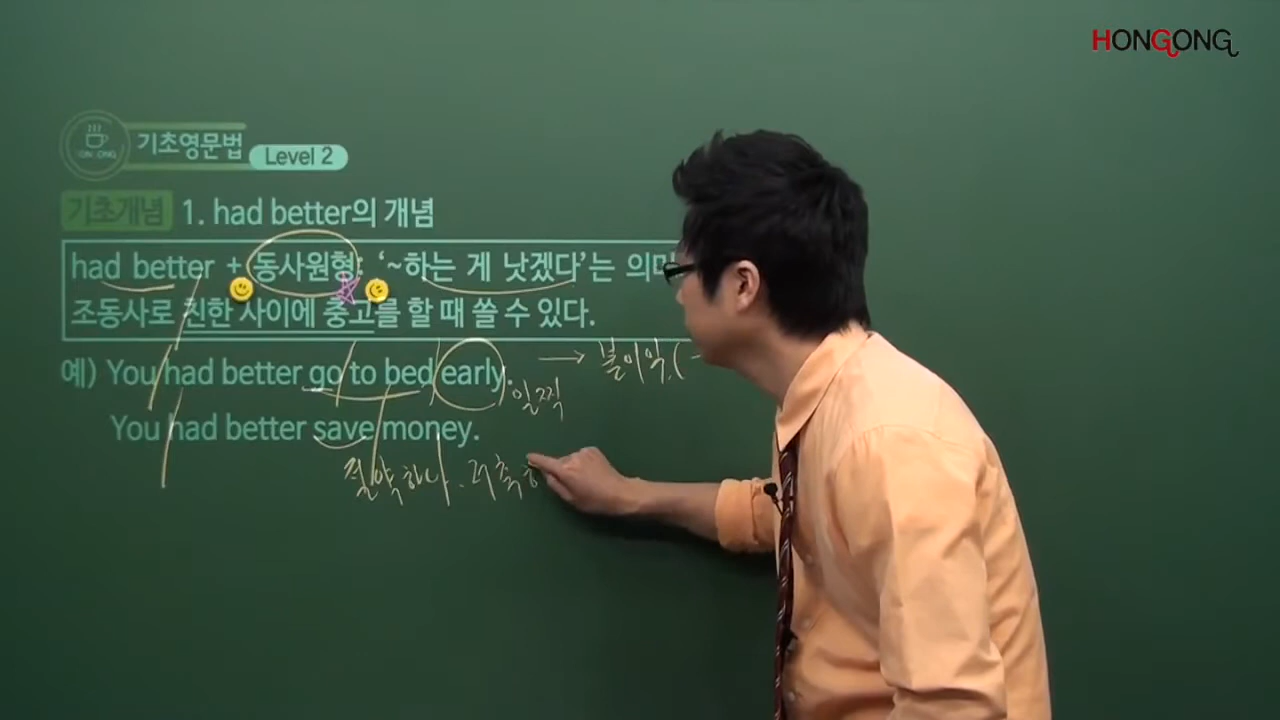 HONGONG
기초영문법
Level 2
기초개념 1. had better의 개념
had better + 동사원형: ‘~하는 게 낫겠다’는 의미
조동사로 친한 사이에 충고를 할 때 쓸 수 있다.
예) You had better go to bed early. → 불이익. (
일찍
You had better save money.
절약하다.